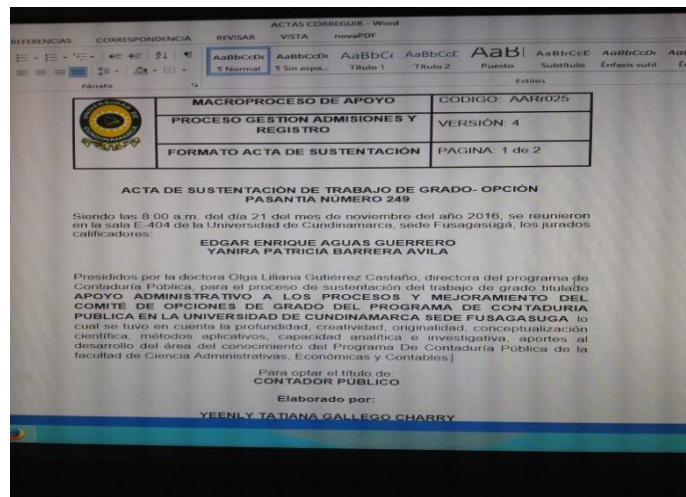 ACTAS CORREGUIR - Word
REFERENCIAS CORRESPONDENCIA REVISAR VISTA novaPDF
AaBbCcDc AaBbCcDc AaBbCc AaBbCcC AaB AaBbCcC AaBbCcDc
¶ Normal ¶ Sin espa... Título 1 Título 2 Puesto Subtítulo Énfasis sutil
Párrafo Estilos
UNIVERSIDAD DE CUNDINAMARCA
MACROPROCESO DE APOYO CODIGO: AARr025
PROCESO GESTION ADMISIONES Y REGISTRO VERSIÓN: 4
FORMATO ACTA DE SUSTENTACIÓN PAGINA: 1 de 2
ACTA DE SUSTENTACIÓN DE TRABAJO DE GRADO- OPCIÓN
PASANTIA NÚMERO 249
Siendo las 8:00 a.m. del día 21 del mes de noviembre del año 2016, se reunieron
en la sala E-404 de la Universidad de Cundinamarca, sede Fusagasugá, los jurados
calificadores:
EDGAR ENRIQUE AGUAS GUERRERO
YANIRA PATRICIA BARRERA AVILA
Presididos por la doctora Olga Liliana Gutiérrez Castaño, directora del programa de
Contaduría Pública, para el proceso de sustentación del trabajo de grado titulado
APOYO ADMINISTRATIVO A LOS PROCESOS Y MEJORAMIENTO DEL
COMITÉ DE OPCIONES DE GRADO DEL PROGRAMA DE CONTADURIA
PUBLICA EN LA UNIVERSIDAD DE CUNDINAMARCA SEDE FUSAGASUGA lo
cual se tuvo en cuenta la profundidad, creatividad, originalidad, conceptualización
científica, métodos aplicativos, capacidad analítica e investigativa, aportes al
desarrollo del área del conocimiento del Programa De Contaduría Pública de la
facultad de Ciencia Administrativas, Económicas y Contables.
Para optar el título de:
CONTADOR PÚBLICO
Elaborado por:
YEENLY TATIANA GALLEGO CHARRY